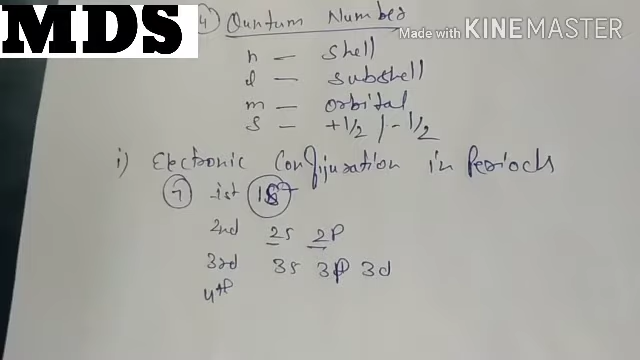 MDS
Made with KINEMASTER
4) Quntum Number
n — shell
l — subshell
m — orbital
s — +1/2 / - 1/2
i) Electronic Configuration in Periods
7 1st 1s
2nd 2s 2p
3rd 3s 3p 3d
4th